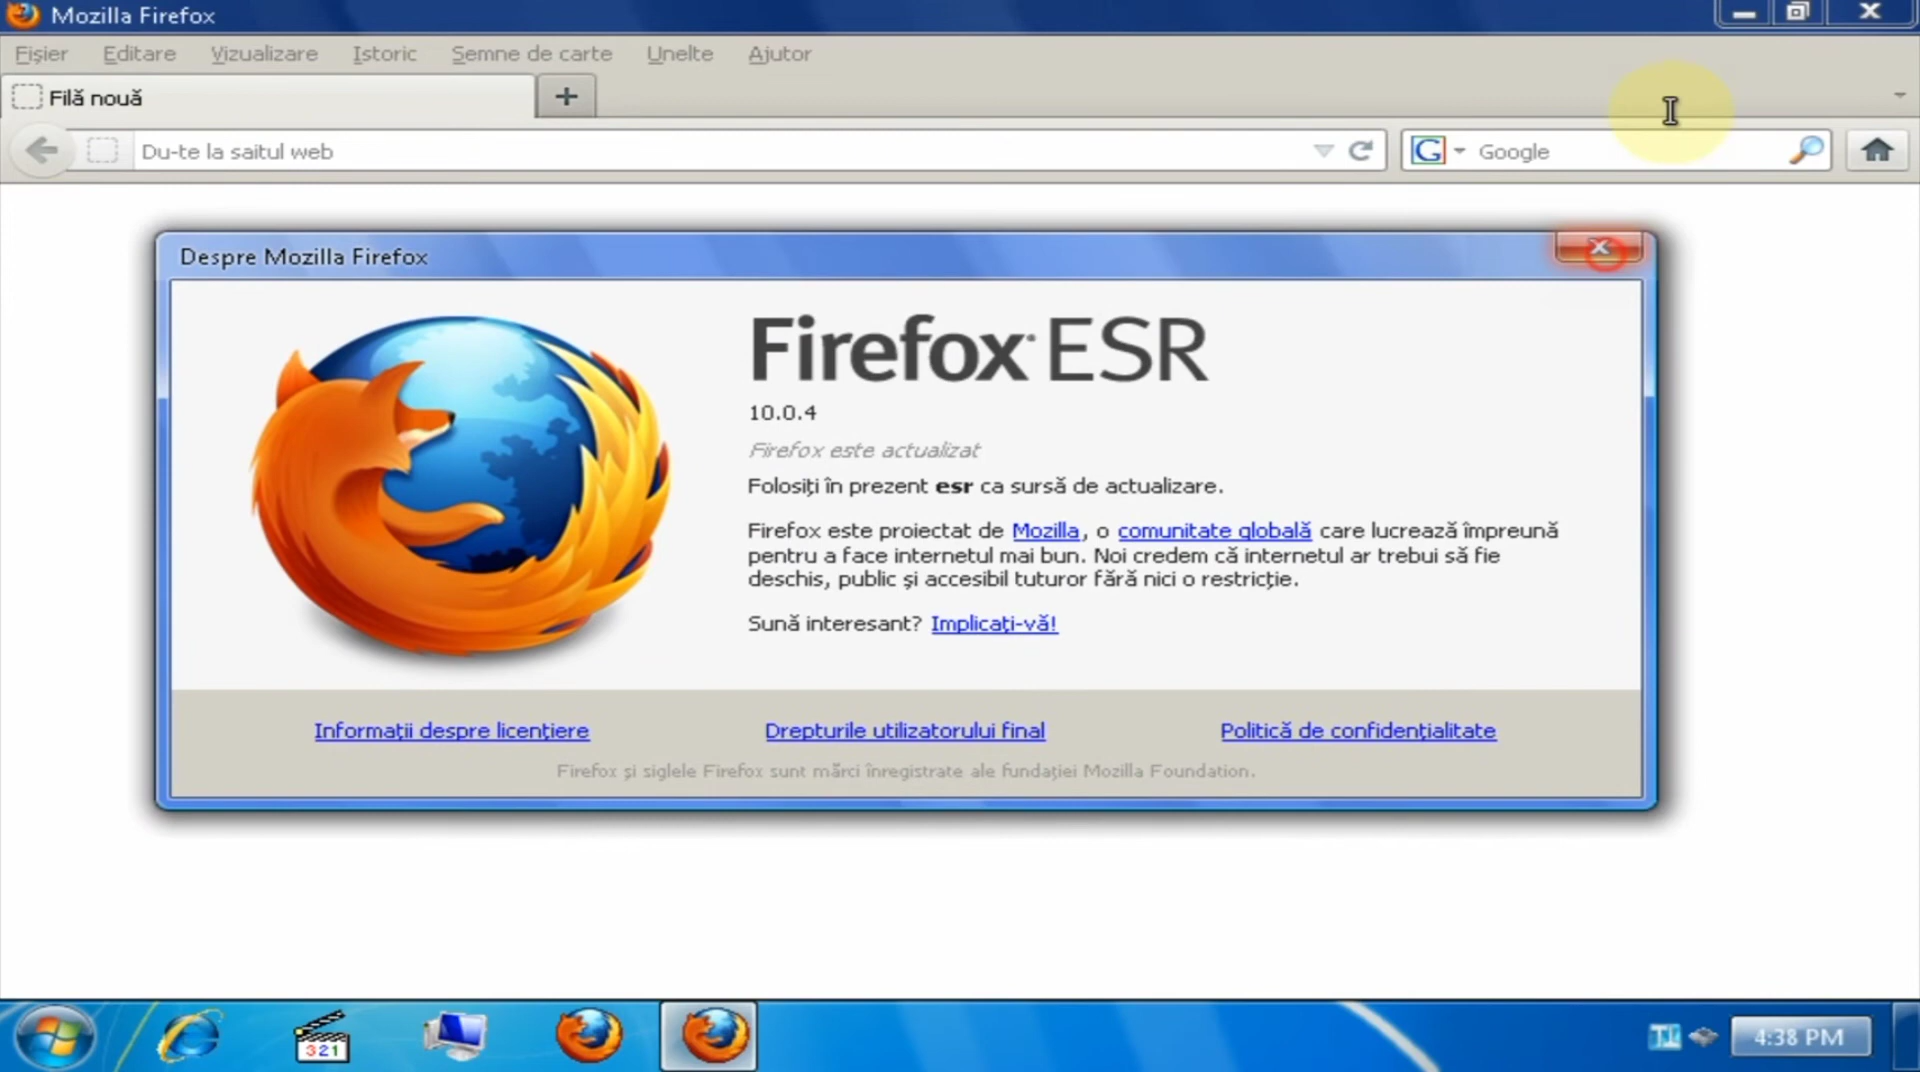 Mozilla Firefox
Fișier Editare Vizualizare Istoric Semne de carte Unelte Ajutor
Filă nouă
Du-te la saitul web
Google
Despre Mozilla Firefox
Firefox ESR
10.0.4
Firefox este actualizat
Folosiți în prezent esr ca sursă de actualizare.
Firefox este proiectat de Mozilla, o comunitate globală care lucrează împreună
pentru a face internetul mai bun. Noi credem că internetul ar trebui să fie
deschis, public și accesibil tuturor fără nici o restricție.
Sună interesant? Implicați-vă!
Informații despre licențiere Drepturile utilizatorului final Politică de confidențialitate
Firefox și siglele Firefox sunt mărci înregistrate ale fundației Mozilla Foundation.
321
4:38 PM